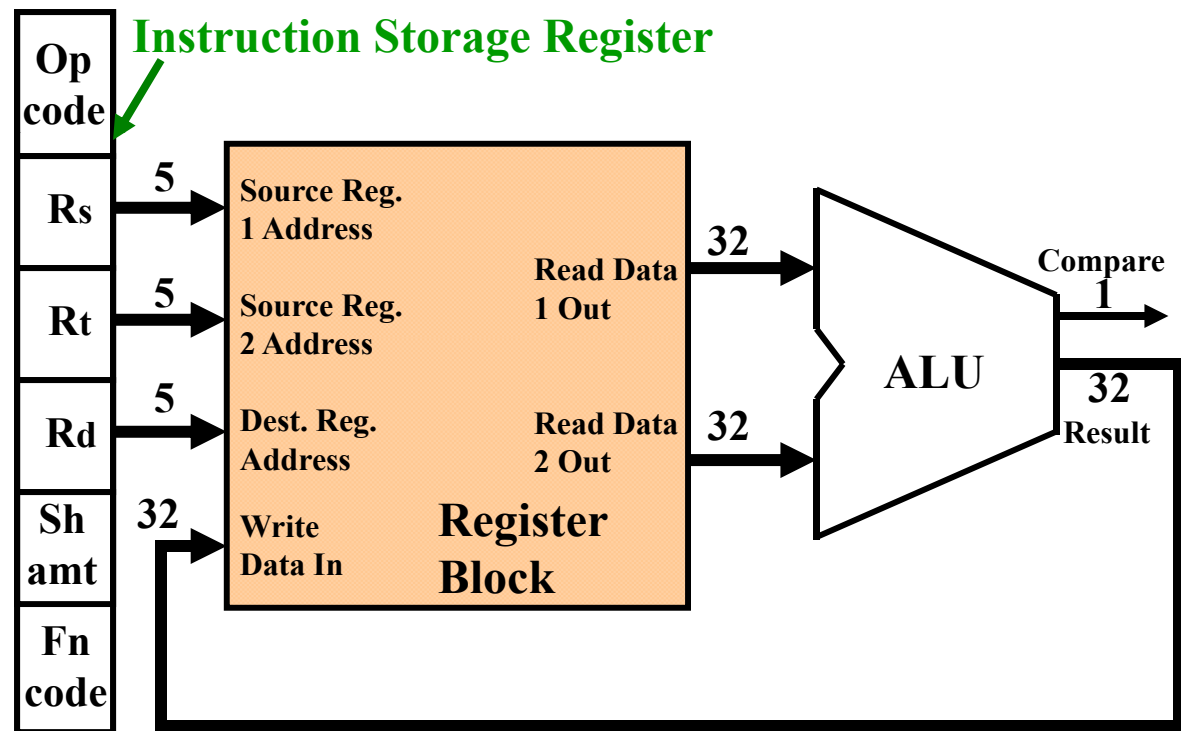 Instruction Storage Register
Op
code
Rs
Rt
Rd
Sh
amt
Fn
code
5
5
5
32
Source Reg.
1 Address
Source Reg.
2 Address
Dest. Reg.
Address
Write
Data In
Read Data
1 Out
Read Data
2 Out
Register
Block
32
32
ALU
Compare
1
32
Result